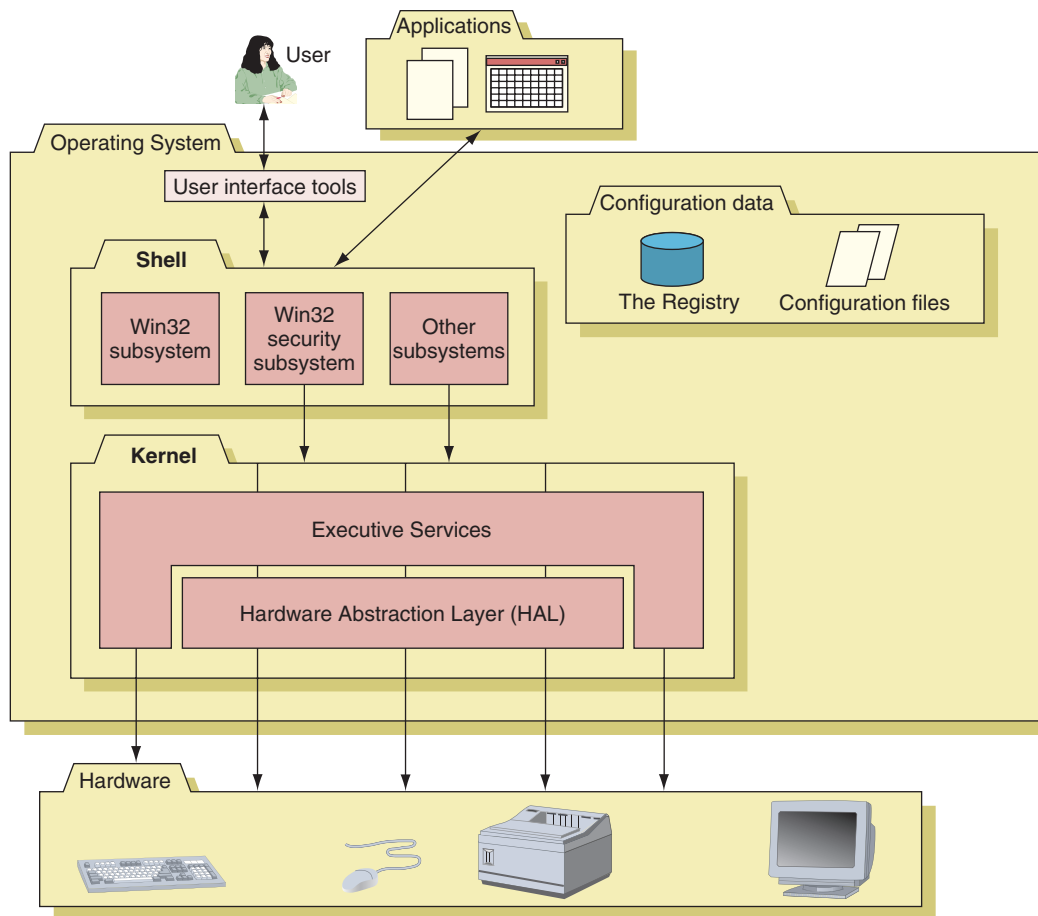 Applications
User
Operating System
User interface tools
Configuration data
The Registry
Configuration files
Shell
Win32
subsystem
Win32
security
subsystem
Other
subsystems
Kernel
Executive Services
Hardware Abstraction Layer (HAL)
Hardware